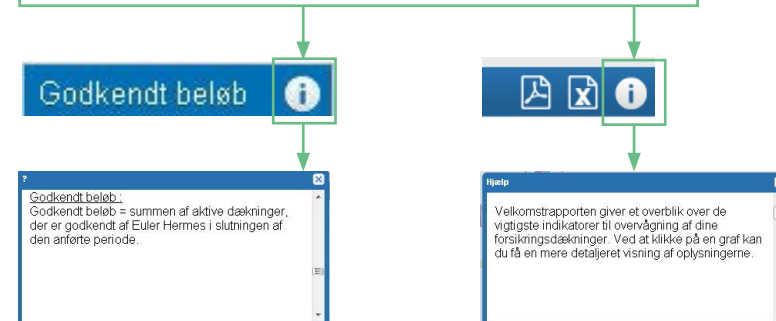 Godkendt beløb i
i
?
Godkendt beløb :
Godkendt beløb = summen af aktive dækninger,
der er godkendt af Euler Hermes i slutningen af
den anførte periode.
Hjælp
Velkomstrapporten giver et overblik over de
vigtigste indikatorer til overvågning af dine
forsikringsdækninger. Ved at klikke på en graf kan
du få en mere detaljeret visning af oplysningerne.